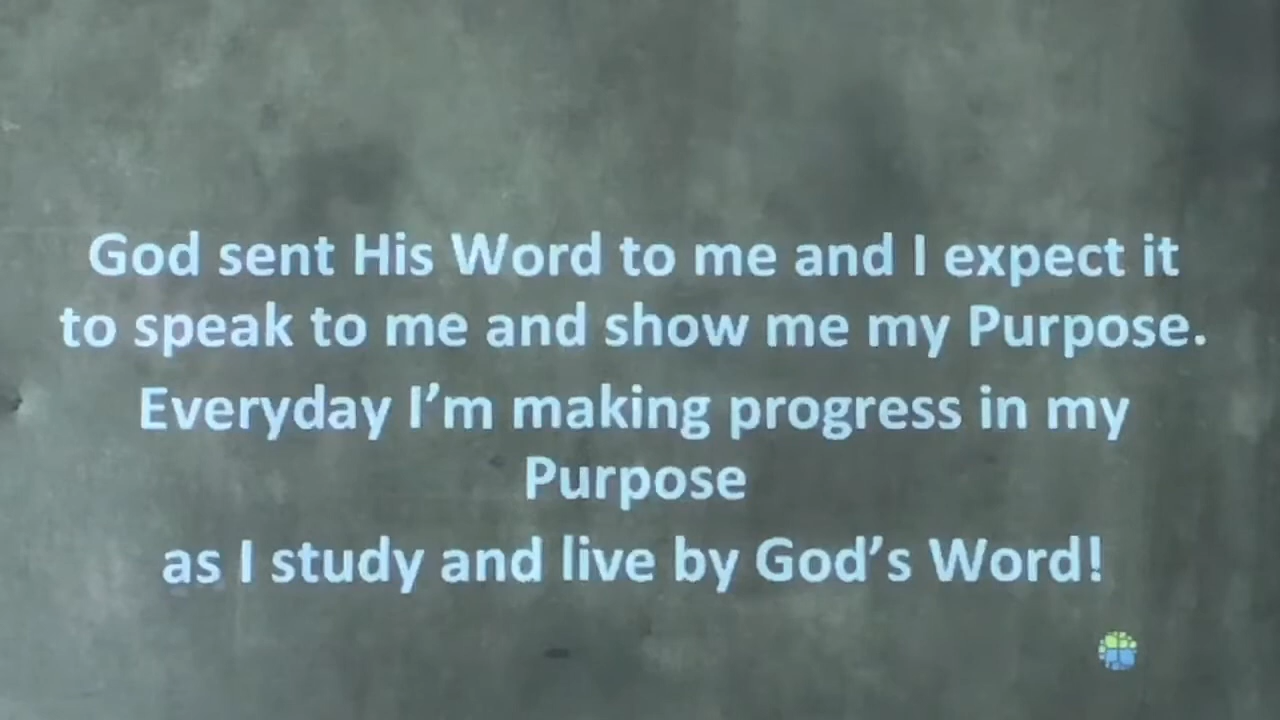 God sent His Word to me and I expect it
to speak to me and show me my Purpose.
Everyday I’m making progress in my
Purpose
as I study and live by God’s Word!